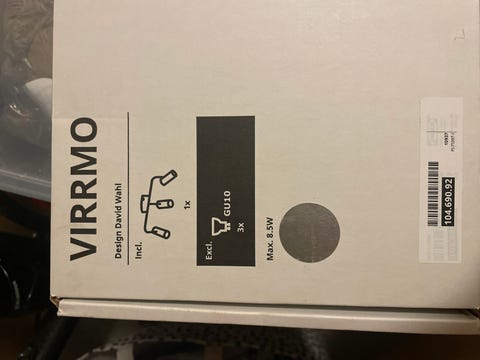 VIRRMO
Design David Wahl
Incl.
1x
Excl.
GU10
3x
Max. 8.5W
104.690.92